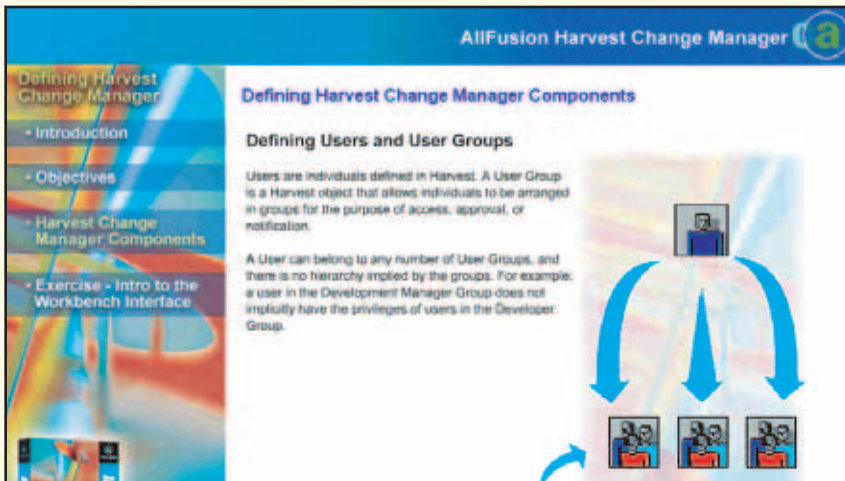 AllFusion Harvest Change Manager
Defining Harvest
Change Manager
• Introduction
• Objectives
• Harvest Change
Manager Components
• Exercise - Intro to the
Workbench Interface
Defining Harvest Change Manager Components
Defining Users and User Groups
Users are individuals defined in Harvest. A User Group
is a Harvest object that allows individuals to be arranged
in groups for the purpose of access, approval, or
notification.
A User can belong to any number of User Groups, and
there is no hierarchy implied by the groups. For example,
a user in the Development Manager Group does not
implicitly have the privileges of users in the Developer
Group.